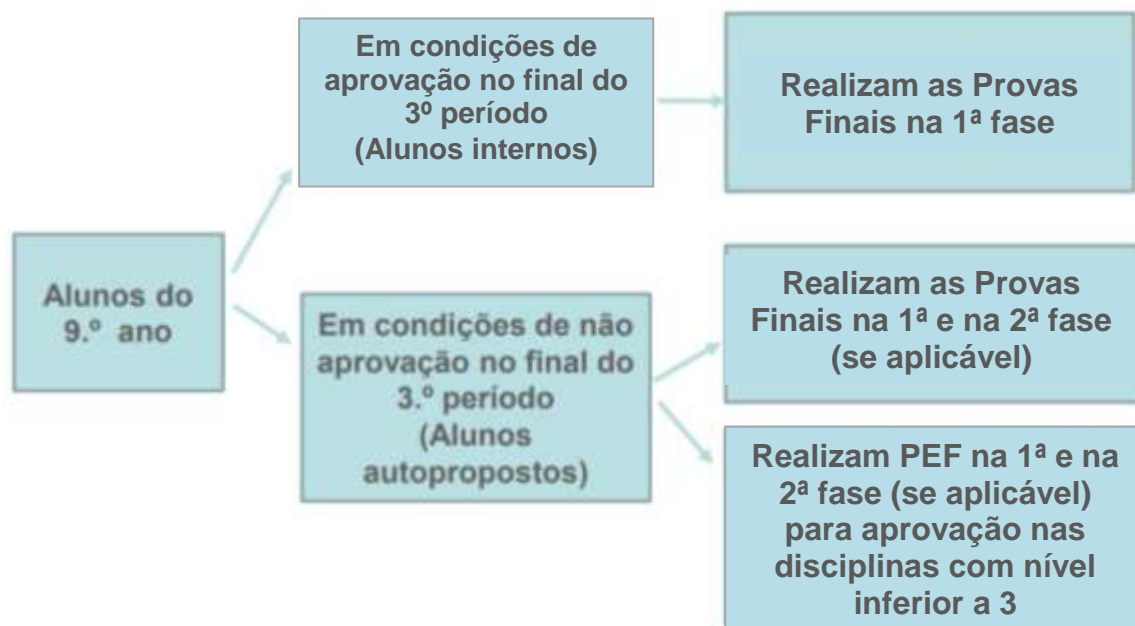 Alunos do
9.º ano
Em condições de
aprovação no final do
3º período
(Alunos internos)
Realizam as Provas
Finais na 1ª fase
Em condições de não
aprovação no final do
3.º período
(Alunos
autopropostos)
Realizam as Provas
Finais na 1ª e na 2ª fase
(se aplicável)
Realizam PEF na 1ª e na
2ª fase (se aplicável)
para aprovação nas
disciplinas com nível
inferior a 3